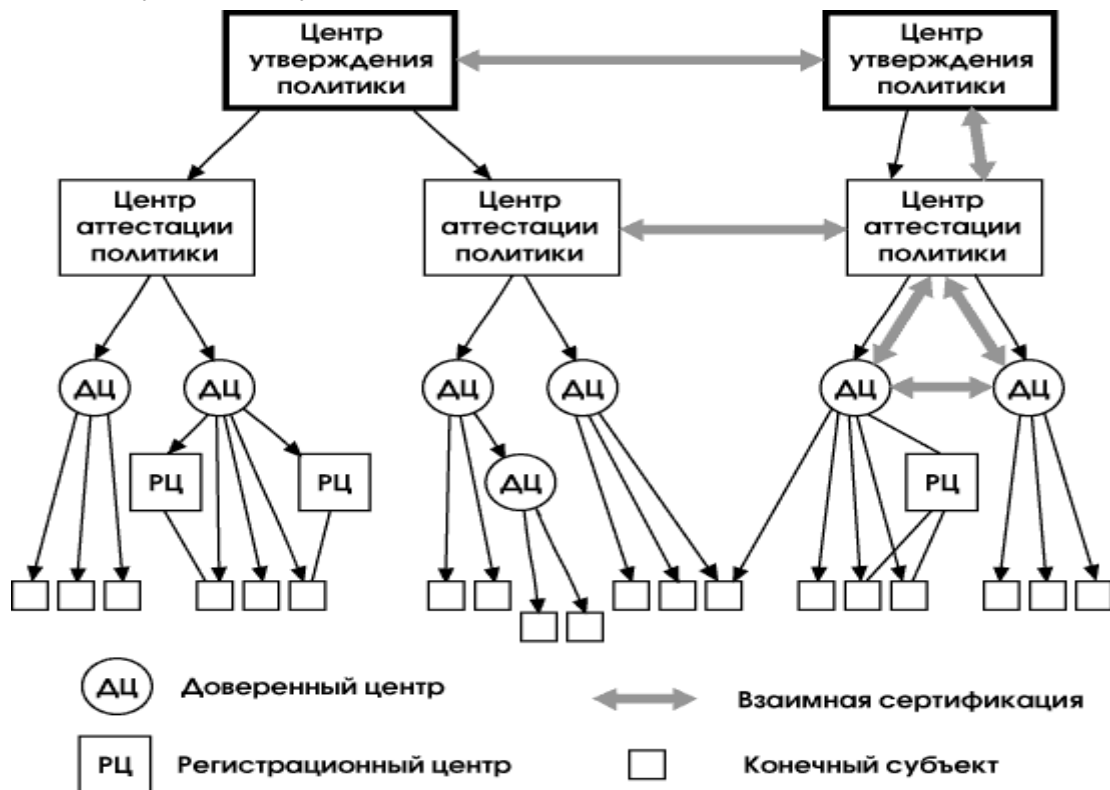 Центр
утверждения
политики
Центр
утверждения
политики
Центр
аттестации
политики
Центр
аттестации
политики
Центр
аттестации
политики
ДЦ
ДЦ
ДЦ
ДЦ
ДЦ
ДЦ
РЦ
РЦ
ДЦ
РЦ
ДЦ
Доверенный центр
Взаимная сертификация
РЦ
Регистрационный центр
Конечный субъект